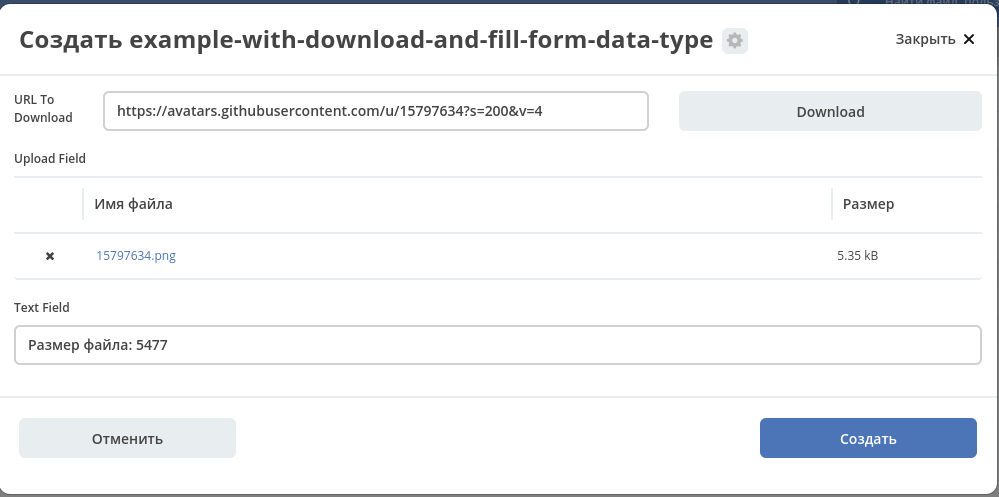 Создать example-with-download-and-fill-form-data-type
Закрыть ×
URL To Download
https://avatars.githubusercontent.com/u/15797634?s=200&v=4
Download
Upload Field
Имя файла
Размер
15797634.png
5.35 kB
Text Field
Размер файла: 5477
Отменить
Создать